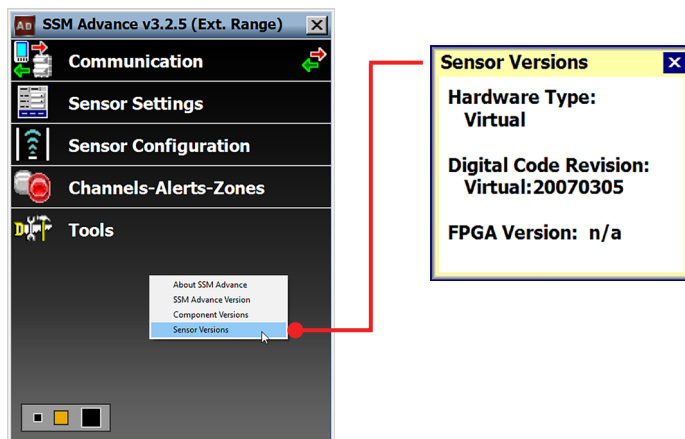 AD SSM Advance v3.2.5 (Ext. Range)
Communication
Sensor Settings
Sensor Configuration
Channels-Alerts-Zones
Tools
About SSM Advance
SSM Advance Version
Component Versions
Sensor Versions
Sensor Versions
Hardware Type:
Virtual
Digital Code Revision:
Virtual:20070305
FPGA Version: n/a